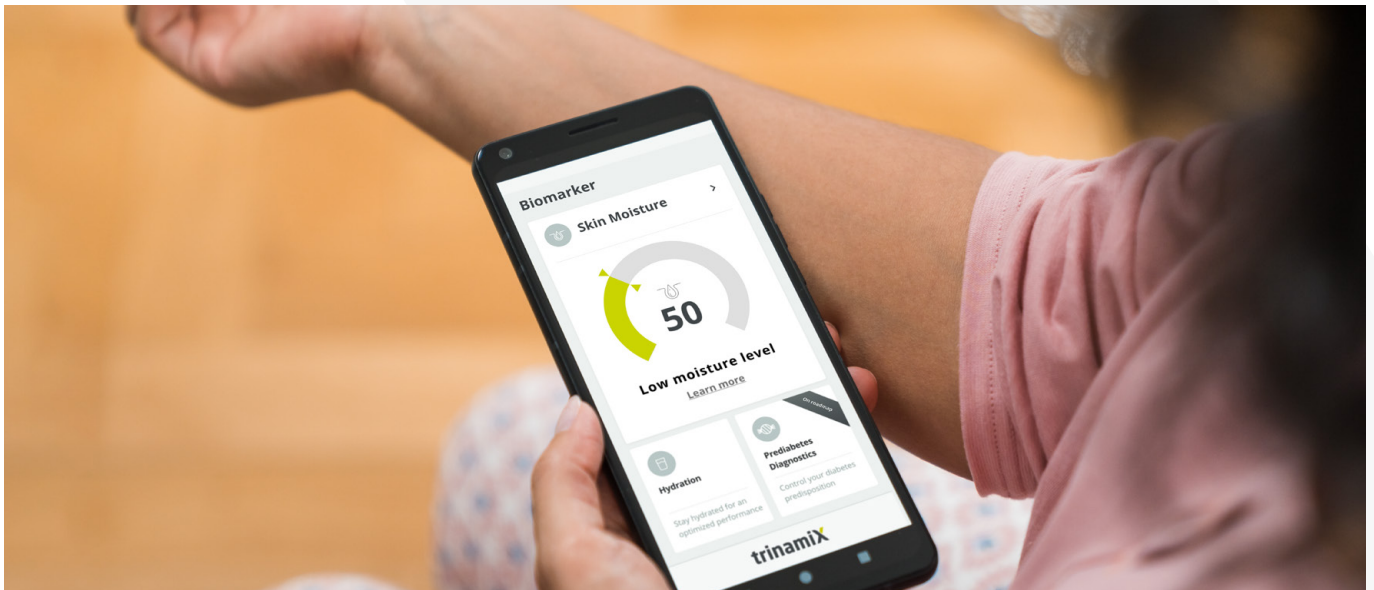 Biomarker
Skin Moisture
50
Low moisture level
Learn more
Hydration
Stay hydrated for an
optimized performance
On roadmap
Prediabetes
Diagnostics
Control your diabetes
predisposition
trinamiX